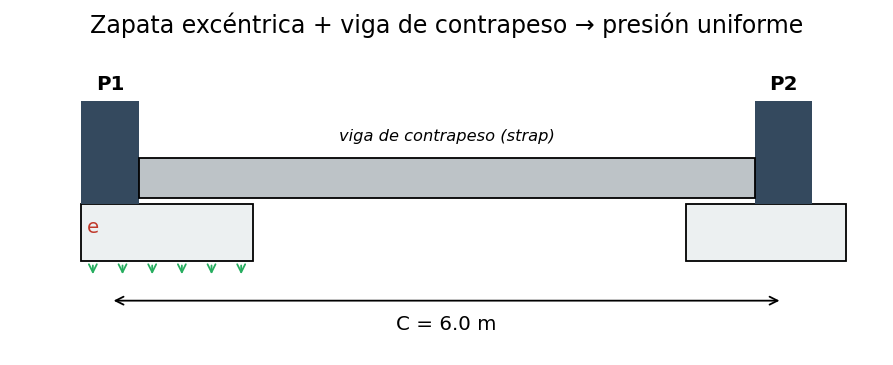 Zapata excéntrica + viga de contrapeso → presión uniforme
P1
P2
viga de contrapeso (strap)
e
C = 6.0 m